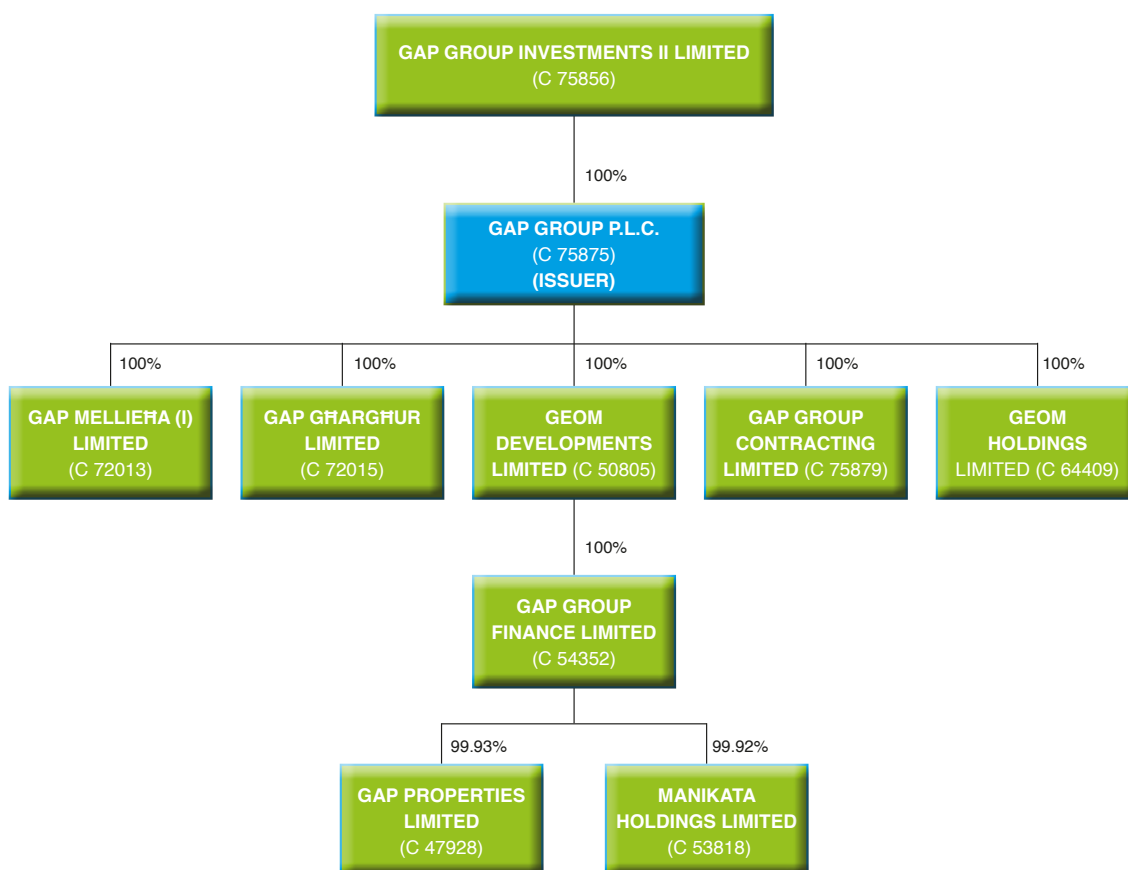 GAP GROUP INVESTMENTS II LIMITED
(C 75856)
100%
GAP GROUP P.L.C.
(C 75875)
(ISSUER)
100%
100%
100%
100%
100%
GAP MELLIEĦA (I)
LIMITED
(C 72013)
GAP GĦARGĦUR
LIMITED
(C 72015)
GEOM
DEVELOPMENTS
LIMITED (C 50805)
GAP GROUP
CONTRACTING
LIMITED (C 75879)
GEOM
HOLDINGS
LIMITED (C 64409)
100%
GAP GROUP
FINANCE LIMITED
(C 54352)
99.93%
99.92%
GAP PROPERTIES
LIMITED
(C 47928)
MANIKATA
HOLDINGS LIMITED
(C 53818)